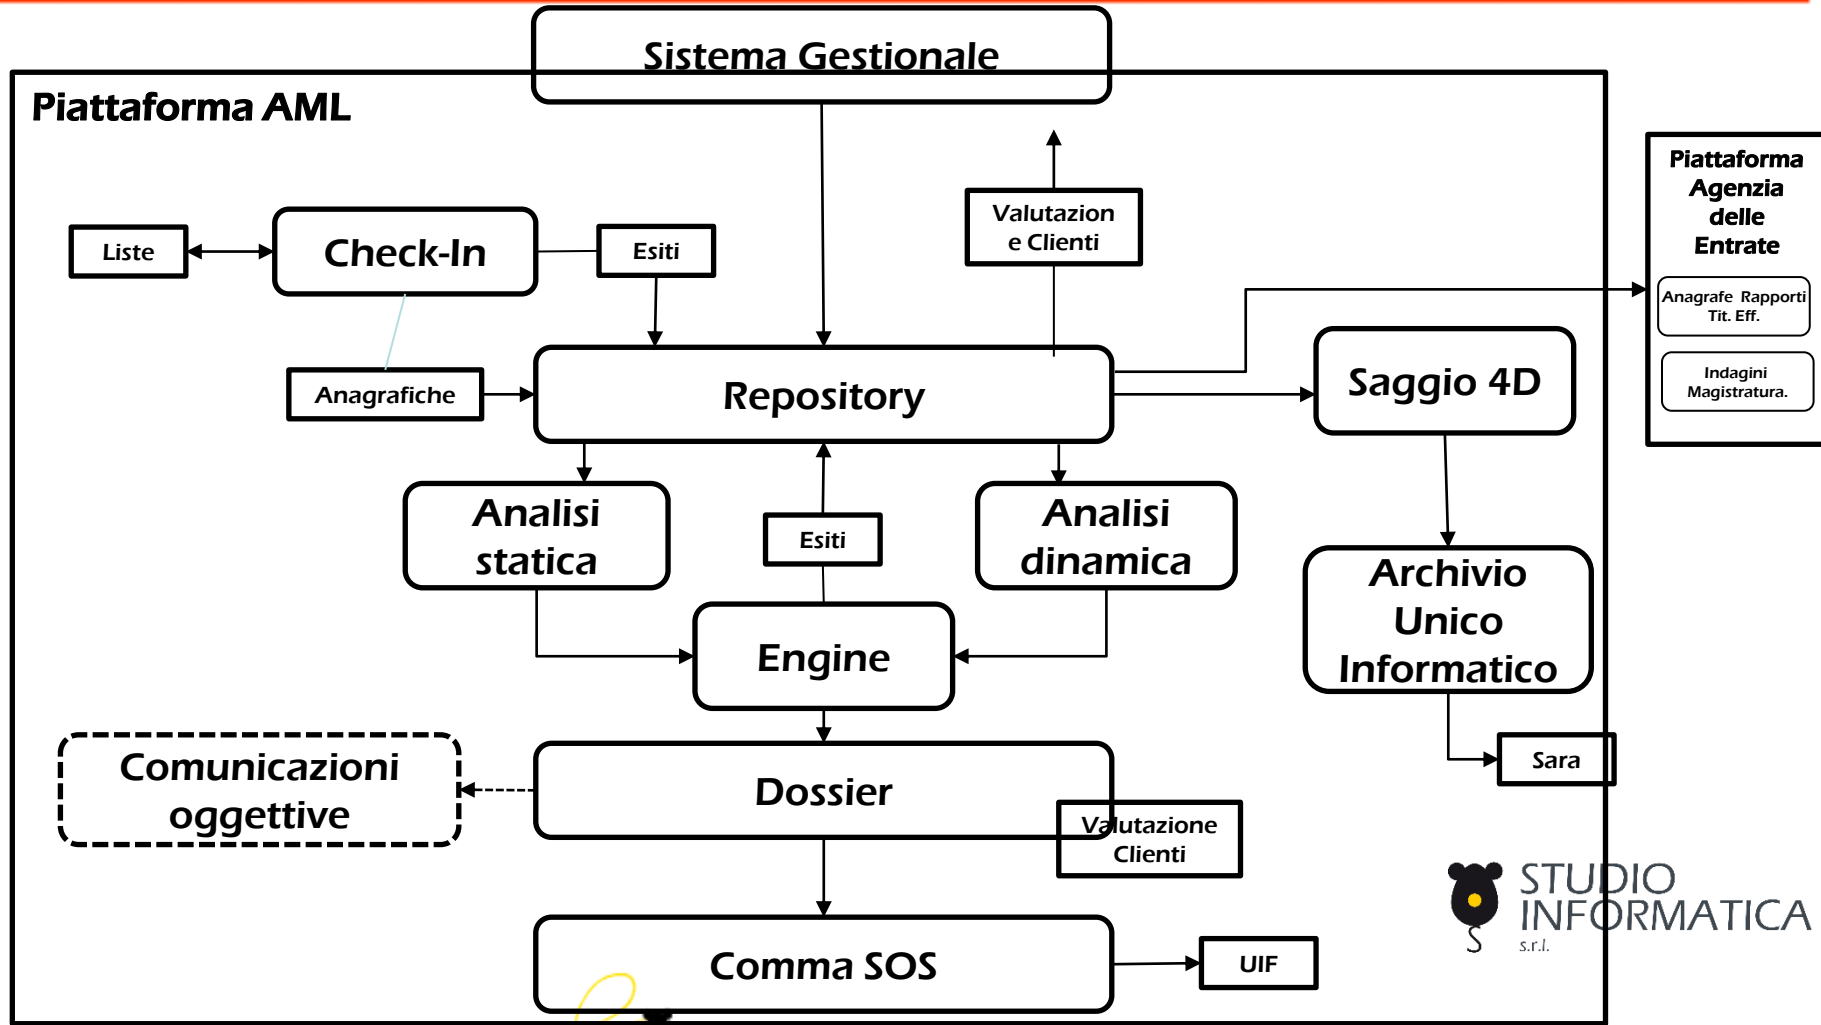 Sistema Gestionale
Piattaforma AML
Piattaforma
Agenzia
delle
Entrate
Valutazion
e Clienti
Liste
Check-In
Esiti
Anagrafe Rapporti
Tit. Eff.
Indagini
Magistratura.
Anagrafiche
Repository
Saggio 4D
Analisi
statica
Esiti
Analisi
dinamica
Archivio
Unico
Informatico
Engine
Sara
Comunicazioni
oggettive
Dossier
Valutazione
Clienti
STUDIO
INFORMATICA
s.r.l.
Comma SOS
UIF